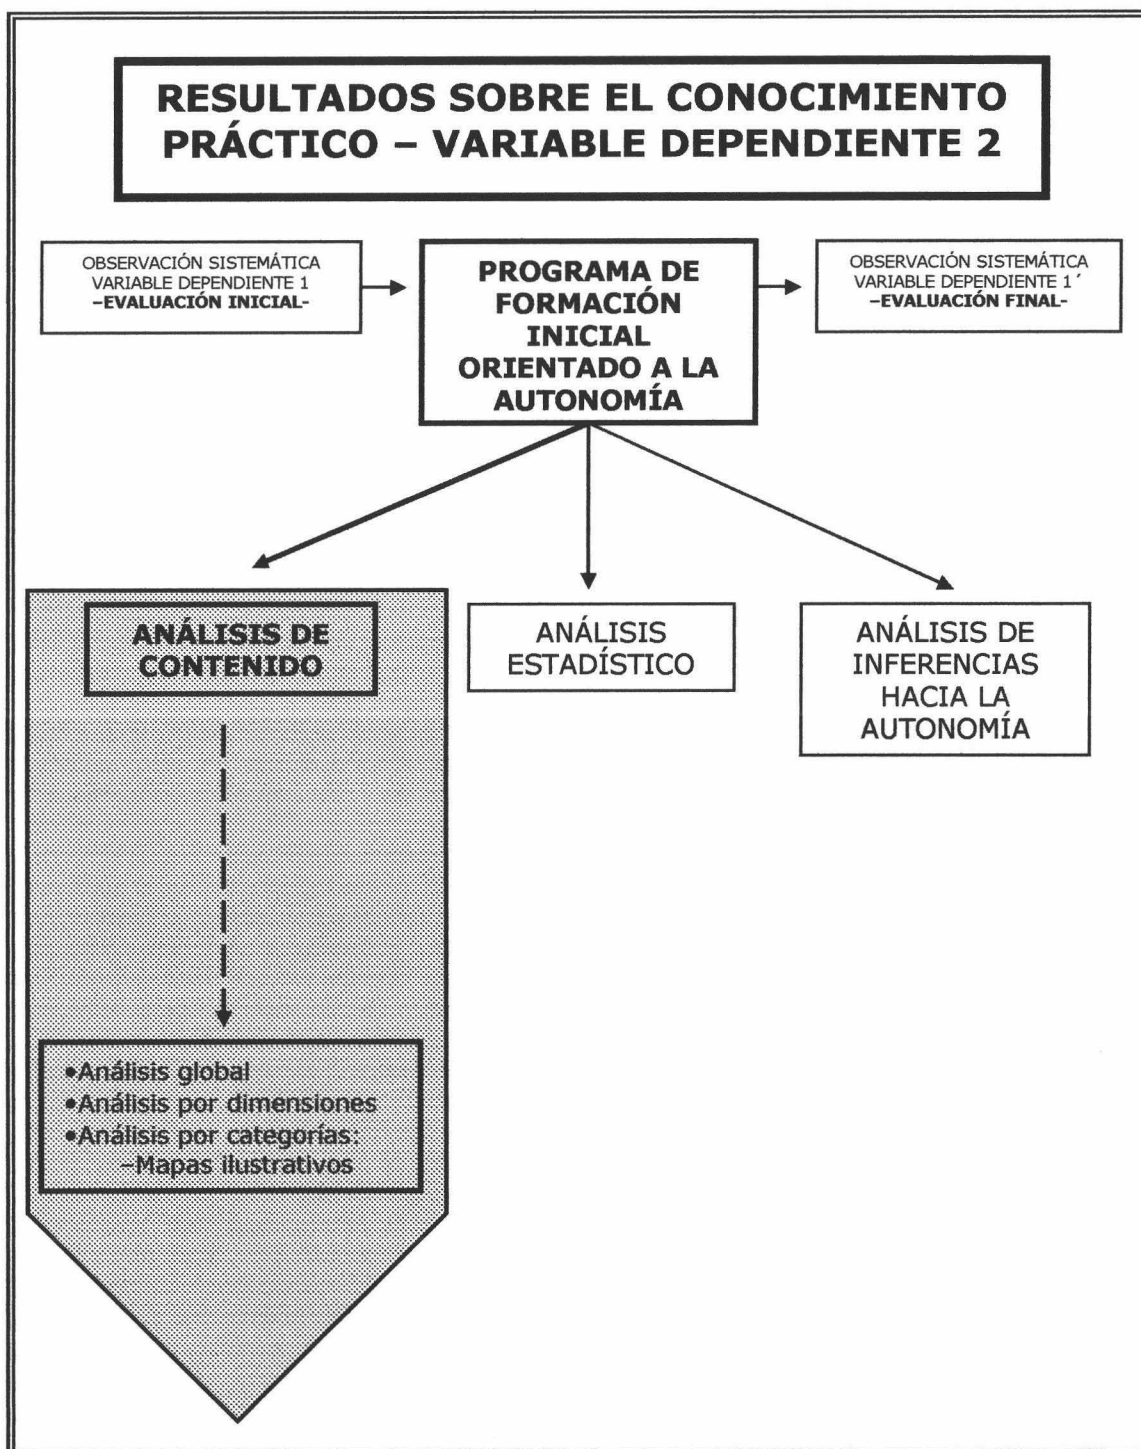 RESULTADOS SOBRE EL CONOCIMIENTO
PRÁCTICO – VARIABLE DEPENDIENTE 2
OBSERVACIÓN SISTEMÁTICA
VARIABLE DEPENDIENTE 1
–EVALUACIÓN INICIAL-
PROGRAMA DE
FORMACIÓN
INICIAL
ORIENTADO A LA
AUTONOMÍA
OBSERVACIÓN SISTEMÁTICA
VARIABLE DEPENDIENTE 1´
–EVALUACIÓN FINAL-
ANÁLISIS DE
CONTENIDO
ANÁLISIS
ESTADÍSTICO
ANÁLISIS DE
INFERENCIAS
HACIA LA
AUTONOMÍA
•Análisis global
•Análisis por dimensiones
•Análisis por categorías:
–Mapas ilustrativos